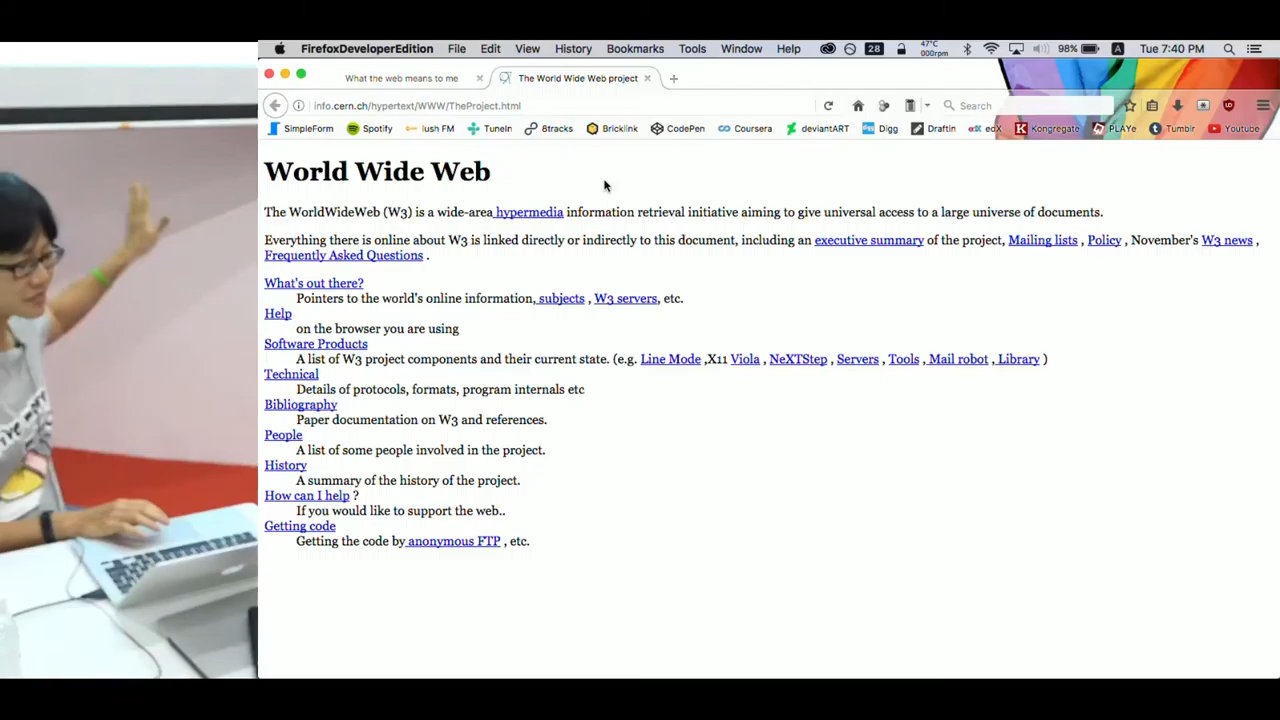 FirefoxDeveloperEdition File Edit View History Bookmarks Tools Window Help 28 47°C 000rpm 98% A Tue 7:40 PM
What the web means to me The World Wide Web project
info.cern.ch/hypertext/WWW/TheProject.html Search
SimpleForm Spotify lush FM TuneIn 8tracks Bricklink CodePen Coursera deviantART Digg Draftin edX Kongregate PLAYe Tumblr Youtube
World Wide Web
The WorldWideWeb (W3) is a wide-area hypermedia information retrieval initiative aiming to give universal access to a large universe of documents.
Everything there is online about W3 is linked directly or indirectly to this document, including an executive summary of the project, Mailing lists , Policy , November's W3 news ,
Frequently Asked Questions .
What's out there?
Pointers to the world's online information, subjects , W3 servers, etc.
Help
on the browser you are using
Software Products
A list of W3 project components and their current state. (e.g. Line Mode ,X11 Viola , NeXTStep , Servers , Tools , Mail robot , Library )
Technical
Details of protocols, formats, program internals etc
Bibliography
Paper documentation on W3 and references.
People
A list of some people involved in the project.
History
A summary of the history of the project.
How can I help ?
If you would like to support the web..
Getting code
Getting the code by anonymous FTP , etc.